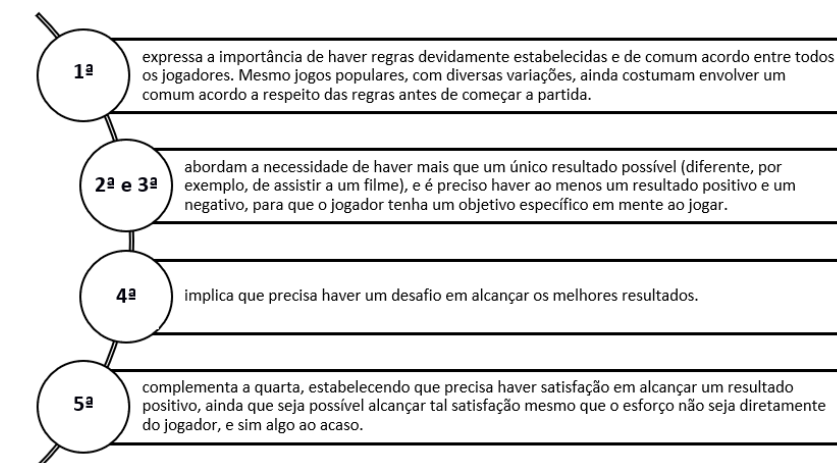 1ª
expressa a importância de haver regras devidamente estabelecidas e de comum acordo entre todos
os jogadores. Mesmo jogos populares, com diversas variações, ainda costumam envolver um
comum acordo a respeito das regras antes de começar a partida.
2ª e 3ª
abordam a necessidade de haver mais que um único resultado possível (diferente, por
exemplo, de assistir a um filme), e é preciso haver ao menos um resultado positivo e um
negativo, para que o jogador tenha um objetivo específico em mente ao jogar.
4ª
implica que precisa haver um desafio em alcançar os melhores resultados.
5ª
complementa a quarta, estabelecendo que precisa haver satisfação em alcançar um resultado
positivo, ainda que seja possível alcançar tal satisfação mesmo que o esforço não seja diretamente
do jogador, e sim algo ao acaso.